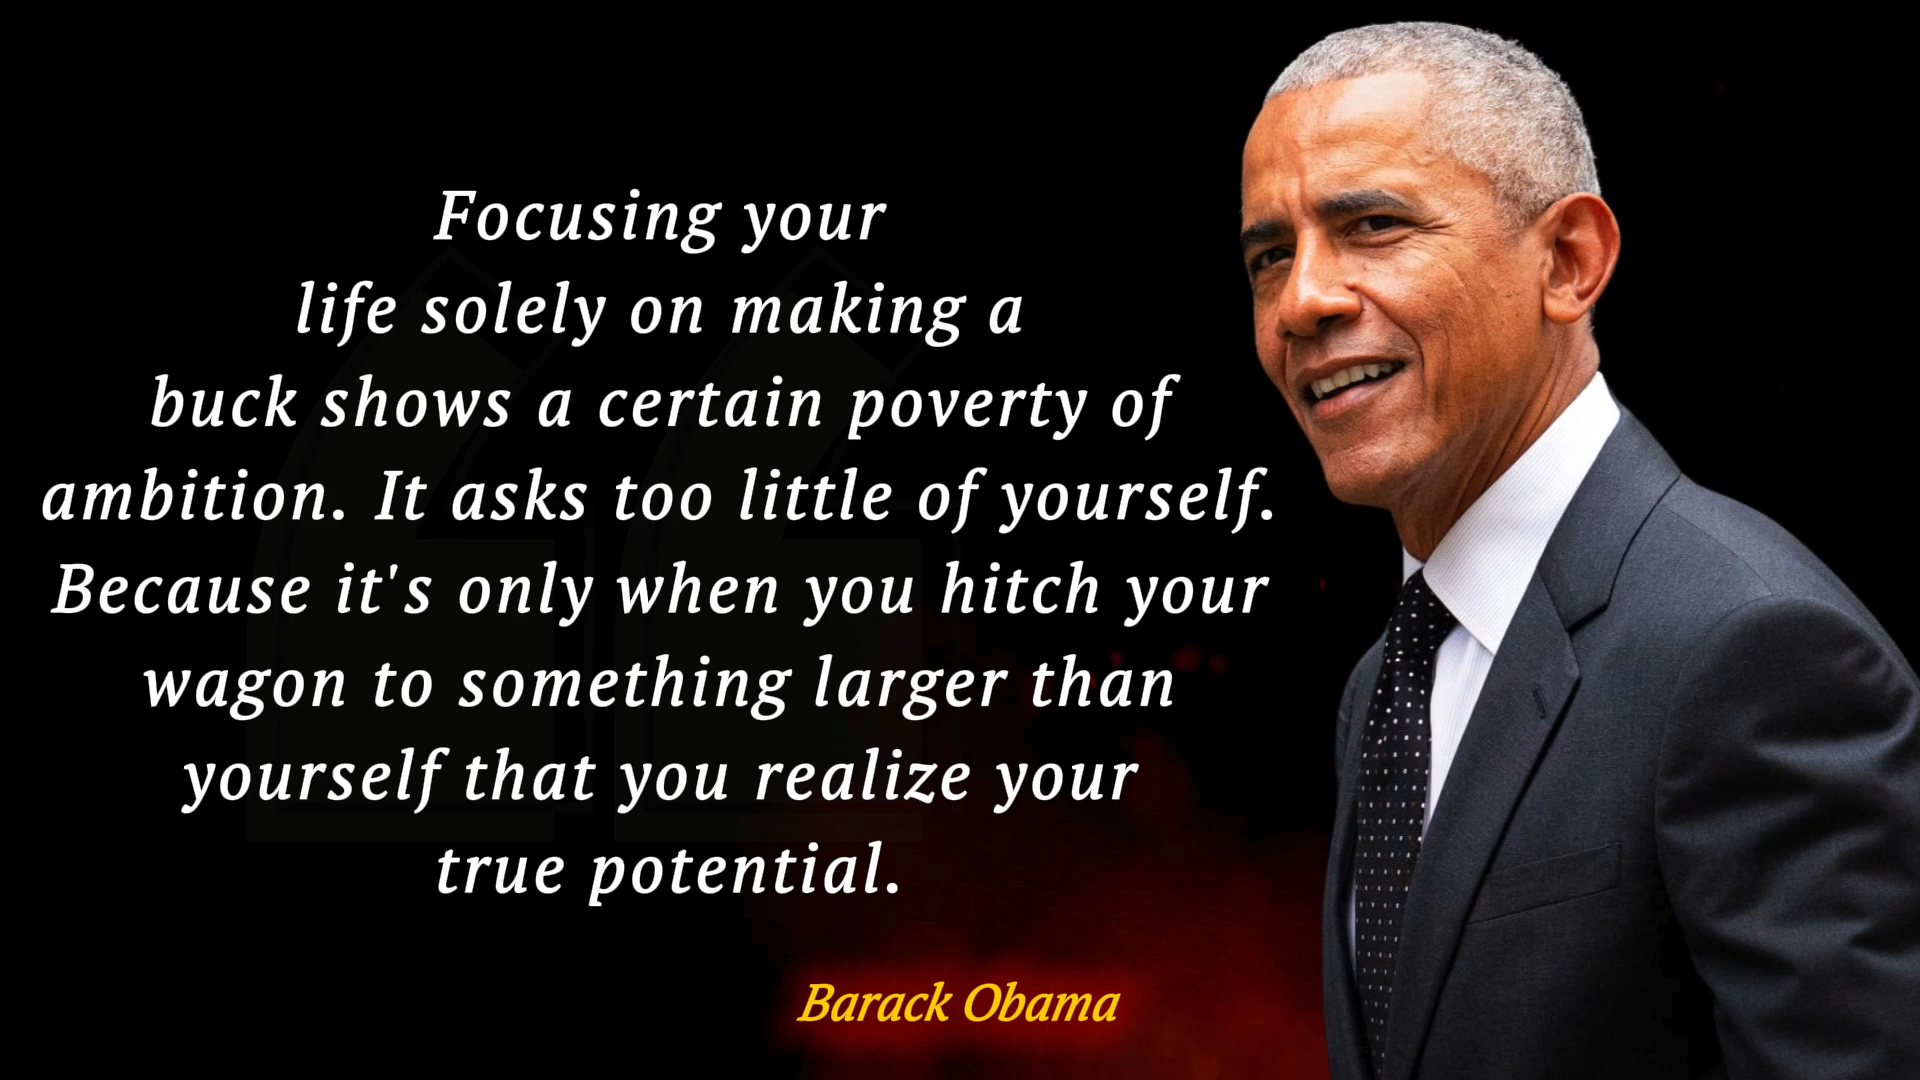 Focusing your
life solely on making a
buck shows a certain poverty of
ambition. It asks too little of yourself.
Because it's only when you hitch your
wagon to something larger than
yourself that you realize your
true potential.
Barack Obama